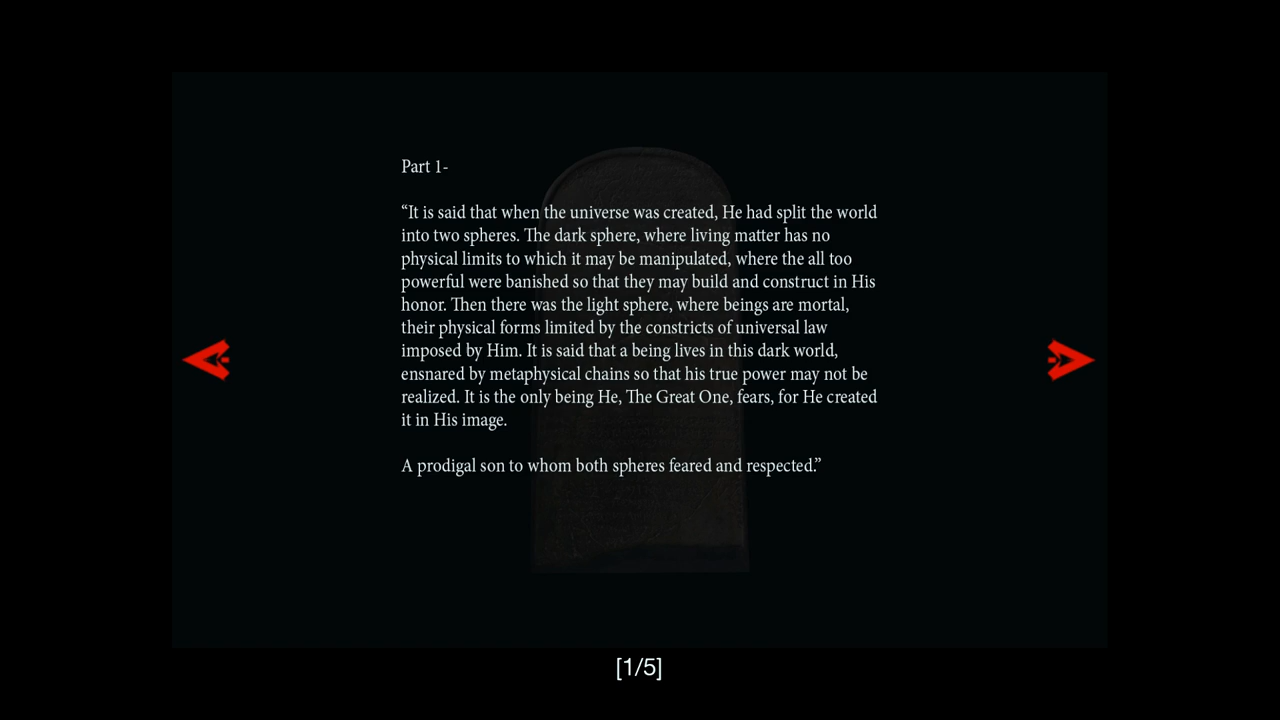 Part 1-
“It is said that when the universe was created, He had split the world
into two spheres. The dark sphere, where living matter has no
physical limits to which it may be manipulated, where the all too
powerful were banished so that they may build and construct in His
honor. Then there was the light sphere, where beings are mortal,
their physical forms limited by the constricts of universal law
imposed by Him. It is said that a being lives in this dark world,
ensnared by metaphysical chains so that his true power may not be
realized. It is the only being He, The Great One, fears, for He created
it in His image.
A prodigal son to whom both spheres feared and respected.”
[1/5]